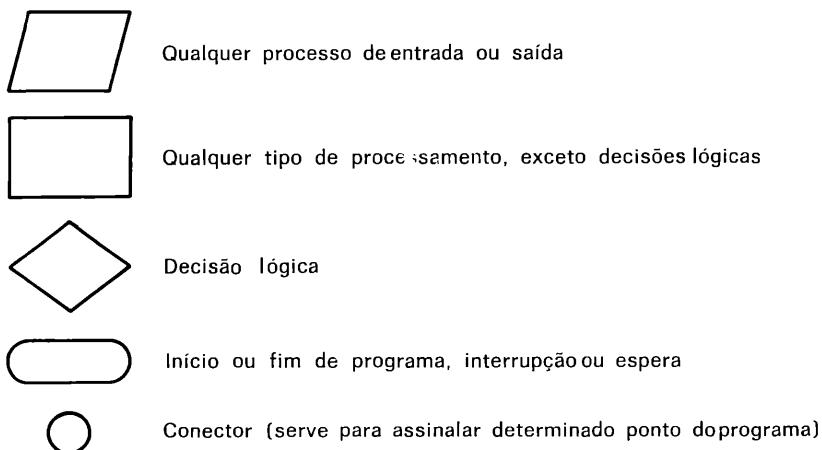 Qualquer processo de entrada ou saída
Qualquer tipo de processamento, exceto decisões lógicas
Decisão lógica
Início ou fim de programa, interrupção ou espera
Conector (serve para assinalar determinado ponto do programa)